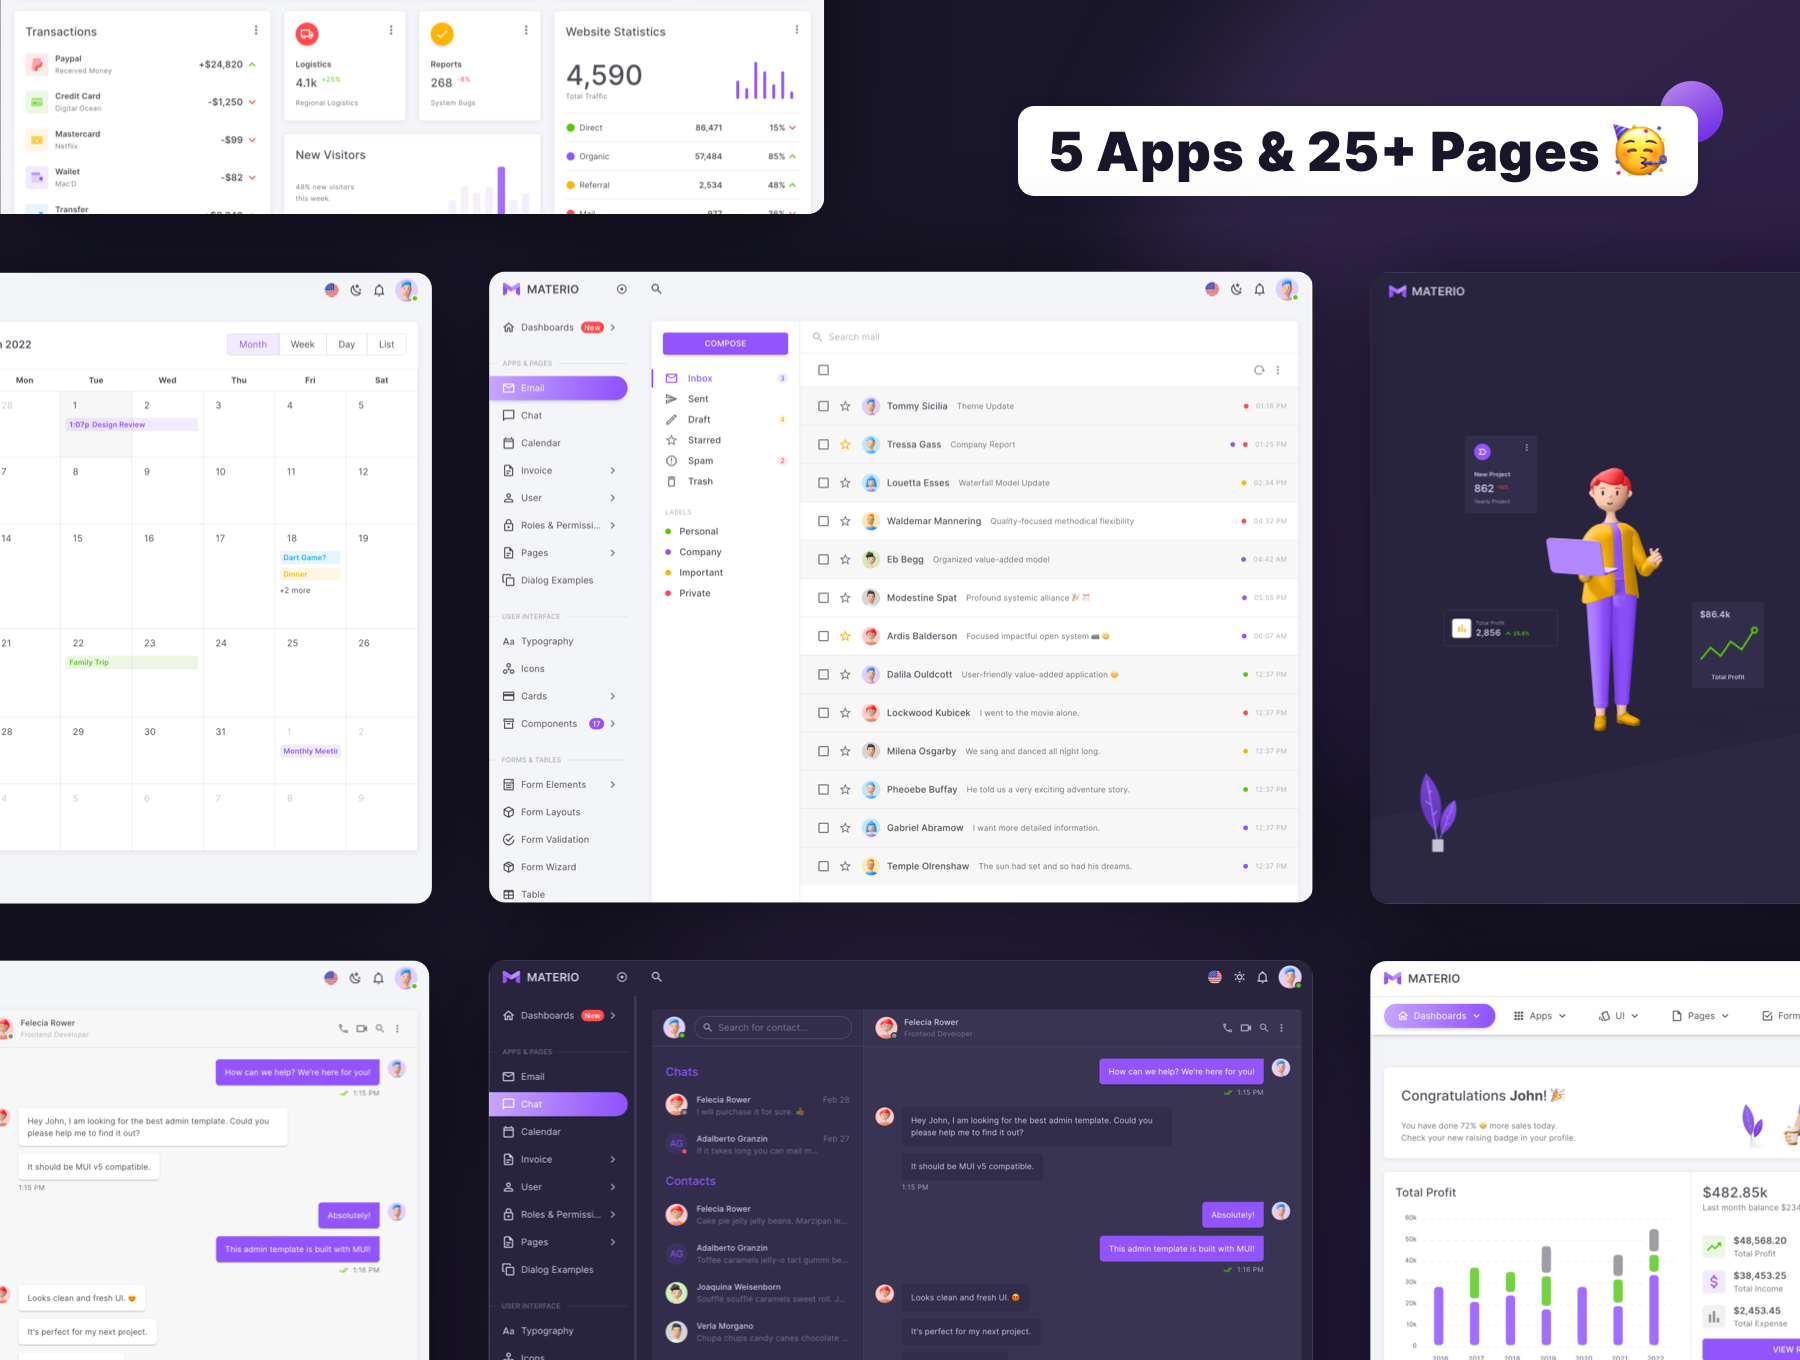 Transactions
Paypal
Received Money
+$24,820
Credit Card
Digital Ocean
-$1,250
Mastercard
Netflix
-$99
Wallet
Mac'D
-$82
Transfer
Logistics
4.1k +25%
Regional Logistics
Reports
268 -8%
System Bugs
New Visitors
48% new visitors
this week.
Website Statistics
4,590
Total Traffic
Direct 86,471 15%
Organic 57,484 85%
Referral 2,534 48%
Mail 977 36%
5 Apps & 25+ Pages 🥳
2022
Month Week Day List
Mon Tue Wed Thu Fri Sat
28 1 2 3 4 5
1:07p Design Review
7 8 9 10 11 12
14 15 16 17 18 19
Dart Game?
Dinner
+2 more
21 22 23 24 25 26
Family Trip
28 29 30 31 1 2
Monthly Meetin
4 5 6 7 8 9
MATERIO
Dashboards New
APPS & PAGES
Email
Chat
Calendar
Invoice
User
Roles & Permissi...
Pages
Dialog Examples
USER INTERFACE
Aa Typography
Icons
Cards
Components 17
FORMS & TABLES
Form Elements
Form Layouts
Form Validation
Form Wizard
Table
COMPOSE
Inbox 3
Sent
Draft 4
Starred
Spam 2
Trash
LABELS
Personal
Company
Important
Private
Search mail
Tommy Sicilia Theme Update 01:16 PM
Tressa Gass Company Report 01:25 PM
Louetta Esses Waterfall Model Update 02:34 PM
Waldemar Mannering Quality-focused methodical flexibility 04:32 PM
Eb Begg Organized value-added model 04:42 AM
Modestine Spat Profound systemic alliance 🎉 🎊 05:55 PM
Ardis Balderson Focused impactful open system 📷 😄 06:07 AM
Dalila Ouldcott User-friendly value-added application 😊 12:37 PM
Lockwood Kubicek I went to the movie alone. 12:37 PM
Milena Osgarby We sang and danced all night long. 12:37 PM
Pheoebe Buffay He told us a very exciting adventure story. 12:37 PM
Gabriel Abramow I want more detailed information. 12:37 PM
Temple Olrenshaw The sun had set and so had his dreams. 12:37 PM
MATERIO
New Project
862
Yearly Project
Total Profit
2,856
$86.4k
Total Profit
Felecia Rower
Frontend Developer
How can we help? We're here for you!
1:15 PM
Hey John, I am looking for the best admin template. Could you
please help me to find it out?
It should be MUI v5 compatible.
1:15 PM
Absolutely!
This admin template is built with MUI!
1:16 PM
Looks clean and fresh UI. 😍
It's perfect for my next project.
MATERIO
Dashboards New
APPS & PAGES
Email
Chat
Calendar
Invoice
User
Roles & Permissi...
Pages
Dialog Examples
USER INTERFACE
Aa Typography
Icons
Search for contact...
Chats
Felecia Rower Feb 28
I will purchase it for sure. 👍
AG
Adalberto Granzin Feb 27
If it takes long you can mail m...
Contacts
Felecia Rower
Cake pie jelly jelly beans. Marzipan le...
AG
Adalberto Granzin
Toffee caramels jelly-o tart gummi be...
Joaquina Weisenborn
Soufflé soufflé caramels sweet roll. J...
Verla Morgano
Chupa chups candy canes chocolate ...
Felecia Rower
Frontend Developer
How can we help? We're here for you!
1:15 PM
Hey John, I am looking for the best admin template. Could you
please help me to find it out?
It should be MUI v5 compatible.
1:15 PM
Absolutely!
This admin template is built with MUI!
1:16 PM
Looks clean and fresh UI. 😍
It's perfect for my next project.
MATERIO
Dashboards Apps UI Pages Form
Congratulations John! 🎉
You have done 72% 🤩 more sales today.
Check your new raising badge in your profile.
Total Profit
60k
50k
40k
30k
20k
10k
0
2016 2017 2018 2019 2020 2021 2022
$482.85k
Last month balance $234
$48,568.20
Total Profit
$38,453.25
Total Income
$2,453.45
Total Expense
VIEW R